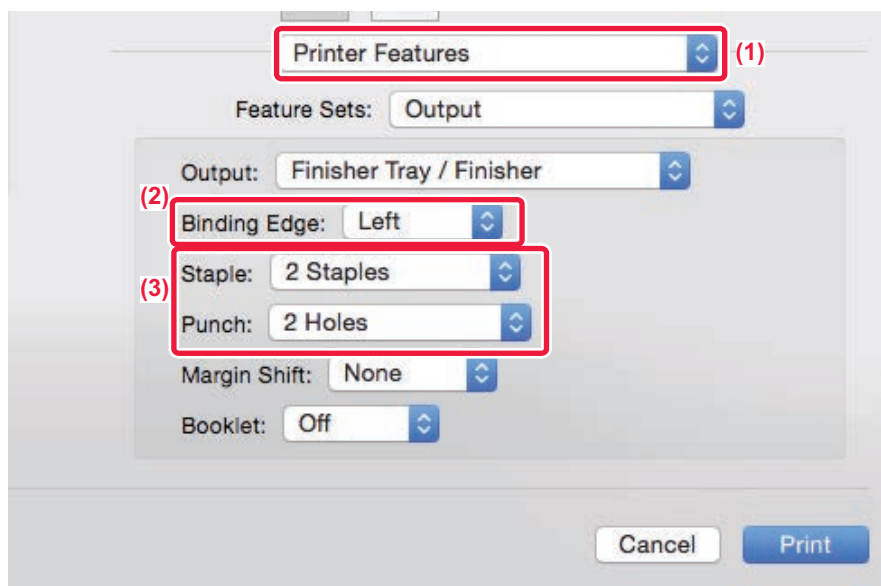 Printer Features (1)
Feature Sets: Output
Output: Finisher Tray / Finisher
(2)
Binding Edge: Left
Staple: 2 Staples
(3)
Punch: 2 Holes
Margin Shift: None
Booklet: Off
Cancel Print